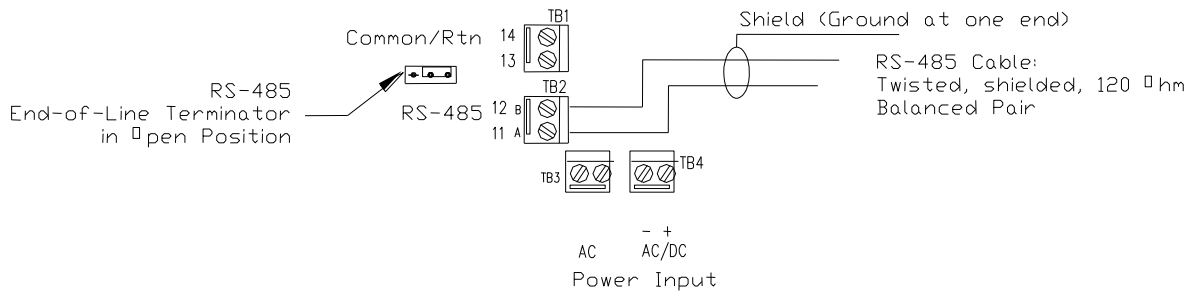 TB1
Shield (Ground at one end)
Common/Rtn 14
13
RS-485 Cable:
Twisted, shielded, 120 Ohm
Balanced Pair
RS-485
End-of-Line Terminator
in Open Position
TB2
RS-485 12 B
11 A
TB3
TB4
- +
AC
AC/DC
Power Input